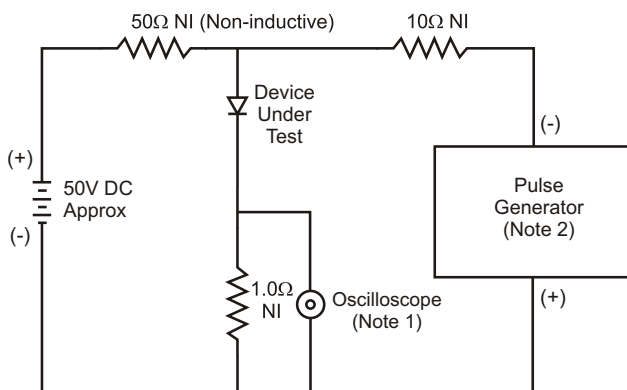 50Ω NI (Non-inductive)
10Ω NI
Device
Under
Test
(-)
(+)
50V DC
Approx
(-)
Pulse
Generator
(Note 2)
1.0Ω
NI
Oscilloscope
(Note 1)
(+)